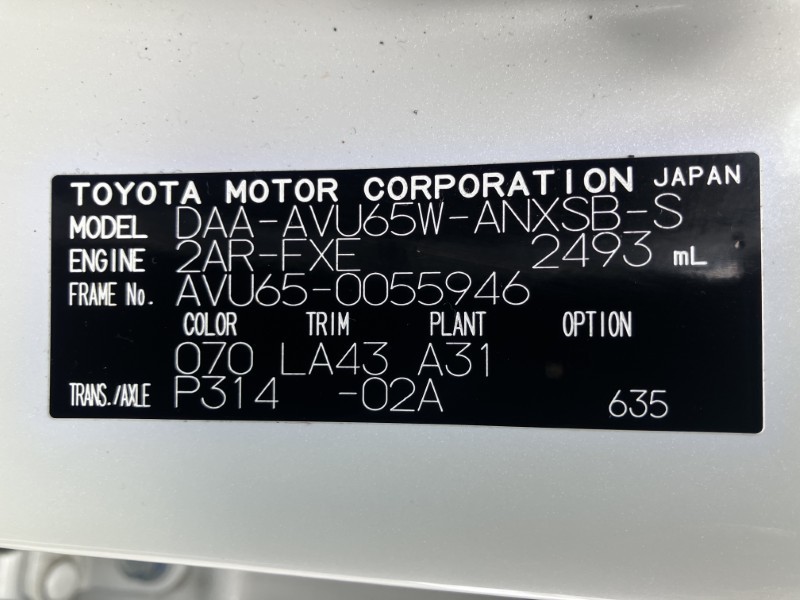 TOYOTA MOTOR CORPORATION JAPAN
MODEL DAA-AVU65W-ANXSB-S
ENGINE 2AR-FXE 2493 mL
FRAME No. AVU65-0055946
COLOR TRIM PLANT OPTION
070 LA43 A31
TRANS./AXLE P314 -02A 635